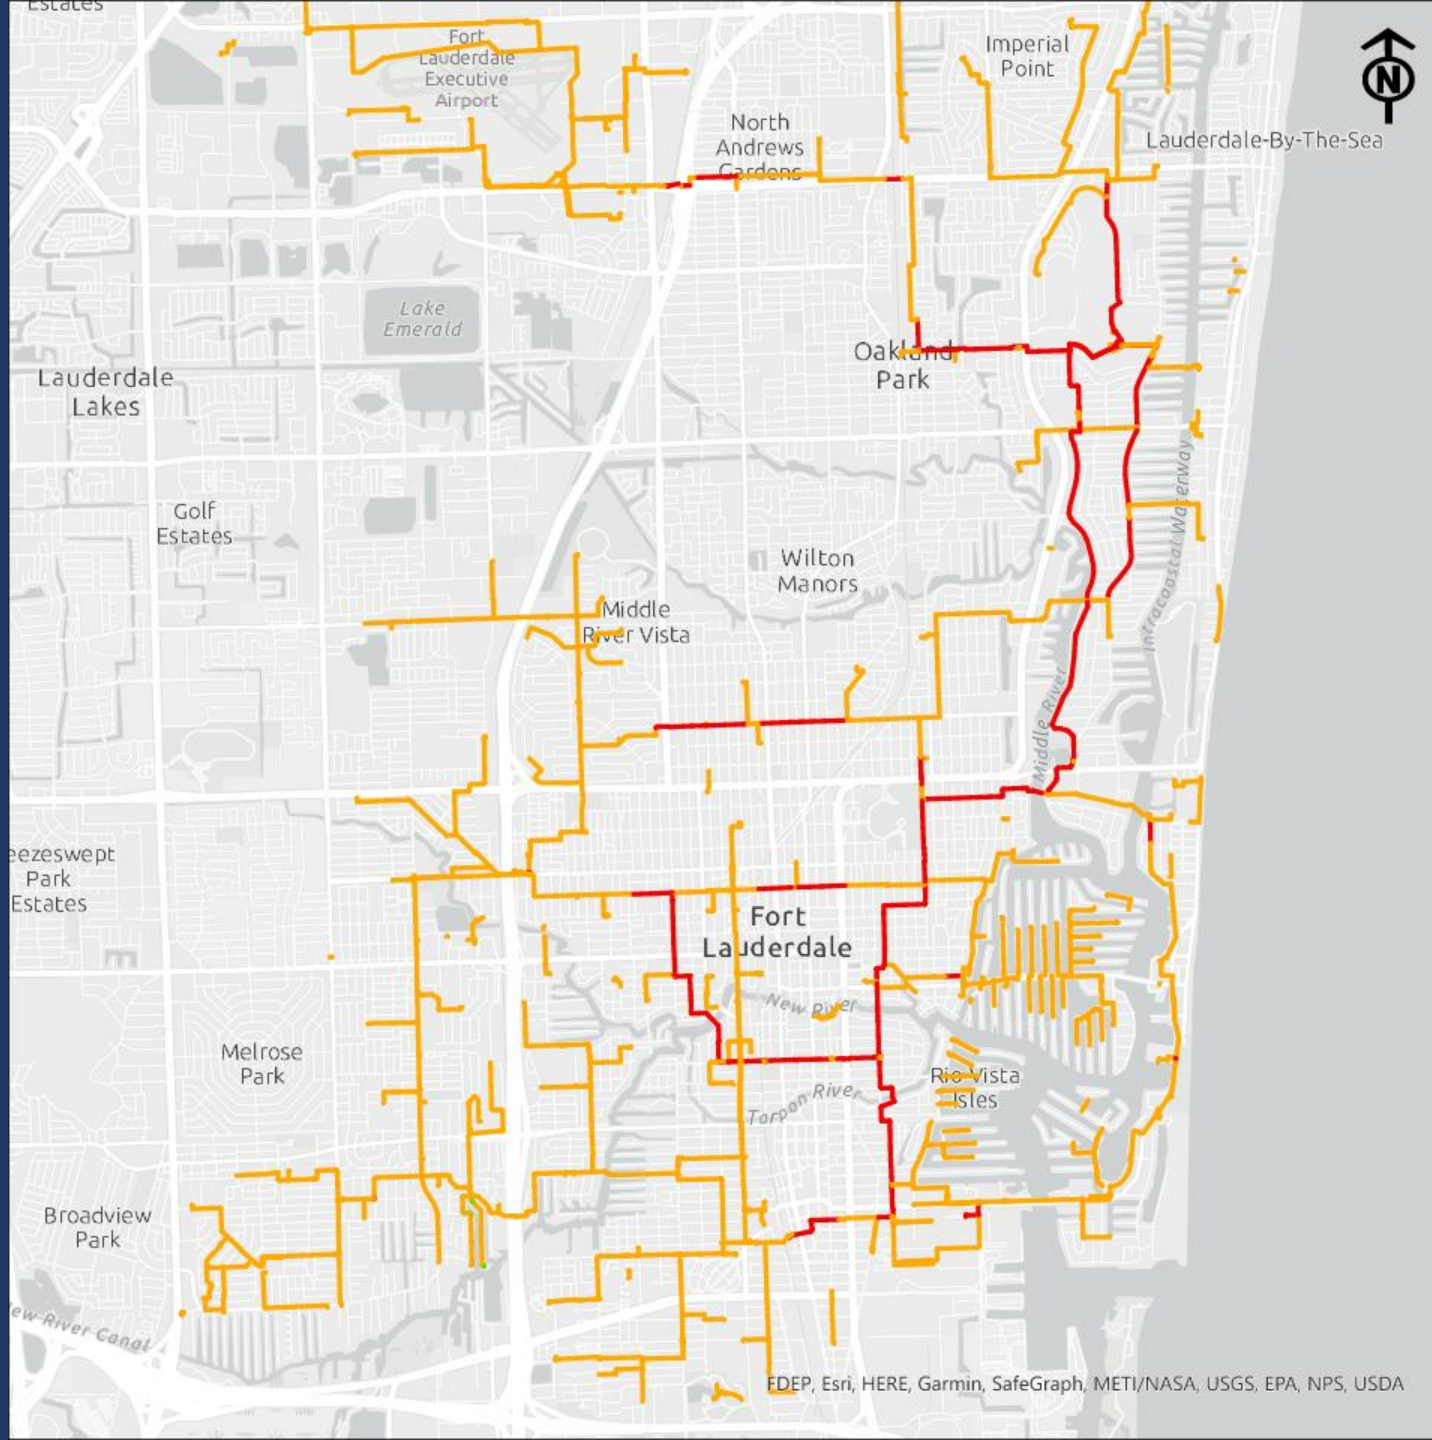 Estates
Fort
Lauderdale
Executive
Airport
Imperial
Point
N
North
Andrews
Gardens
Lauderdale-By-The-Sea
Lake
Emerald
Oakland
Park
Lauderdale
Lakes
Intracoastal Waterway
Golf
Estates
Wilton
Manors
Middle
River Vista
Middle River
eezeswept
Park
Estates
Fort
Lauderdale
New River
Melrose
Park
Rio Vista
Isles
Tarpon River
Broadview
Park
ew River Canal
FDEP, Esri, HERE, Garmin, SafeGraph, METI/NASA, USGS, EPA, NPS, USDA